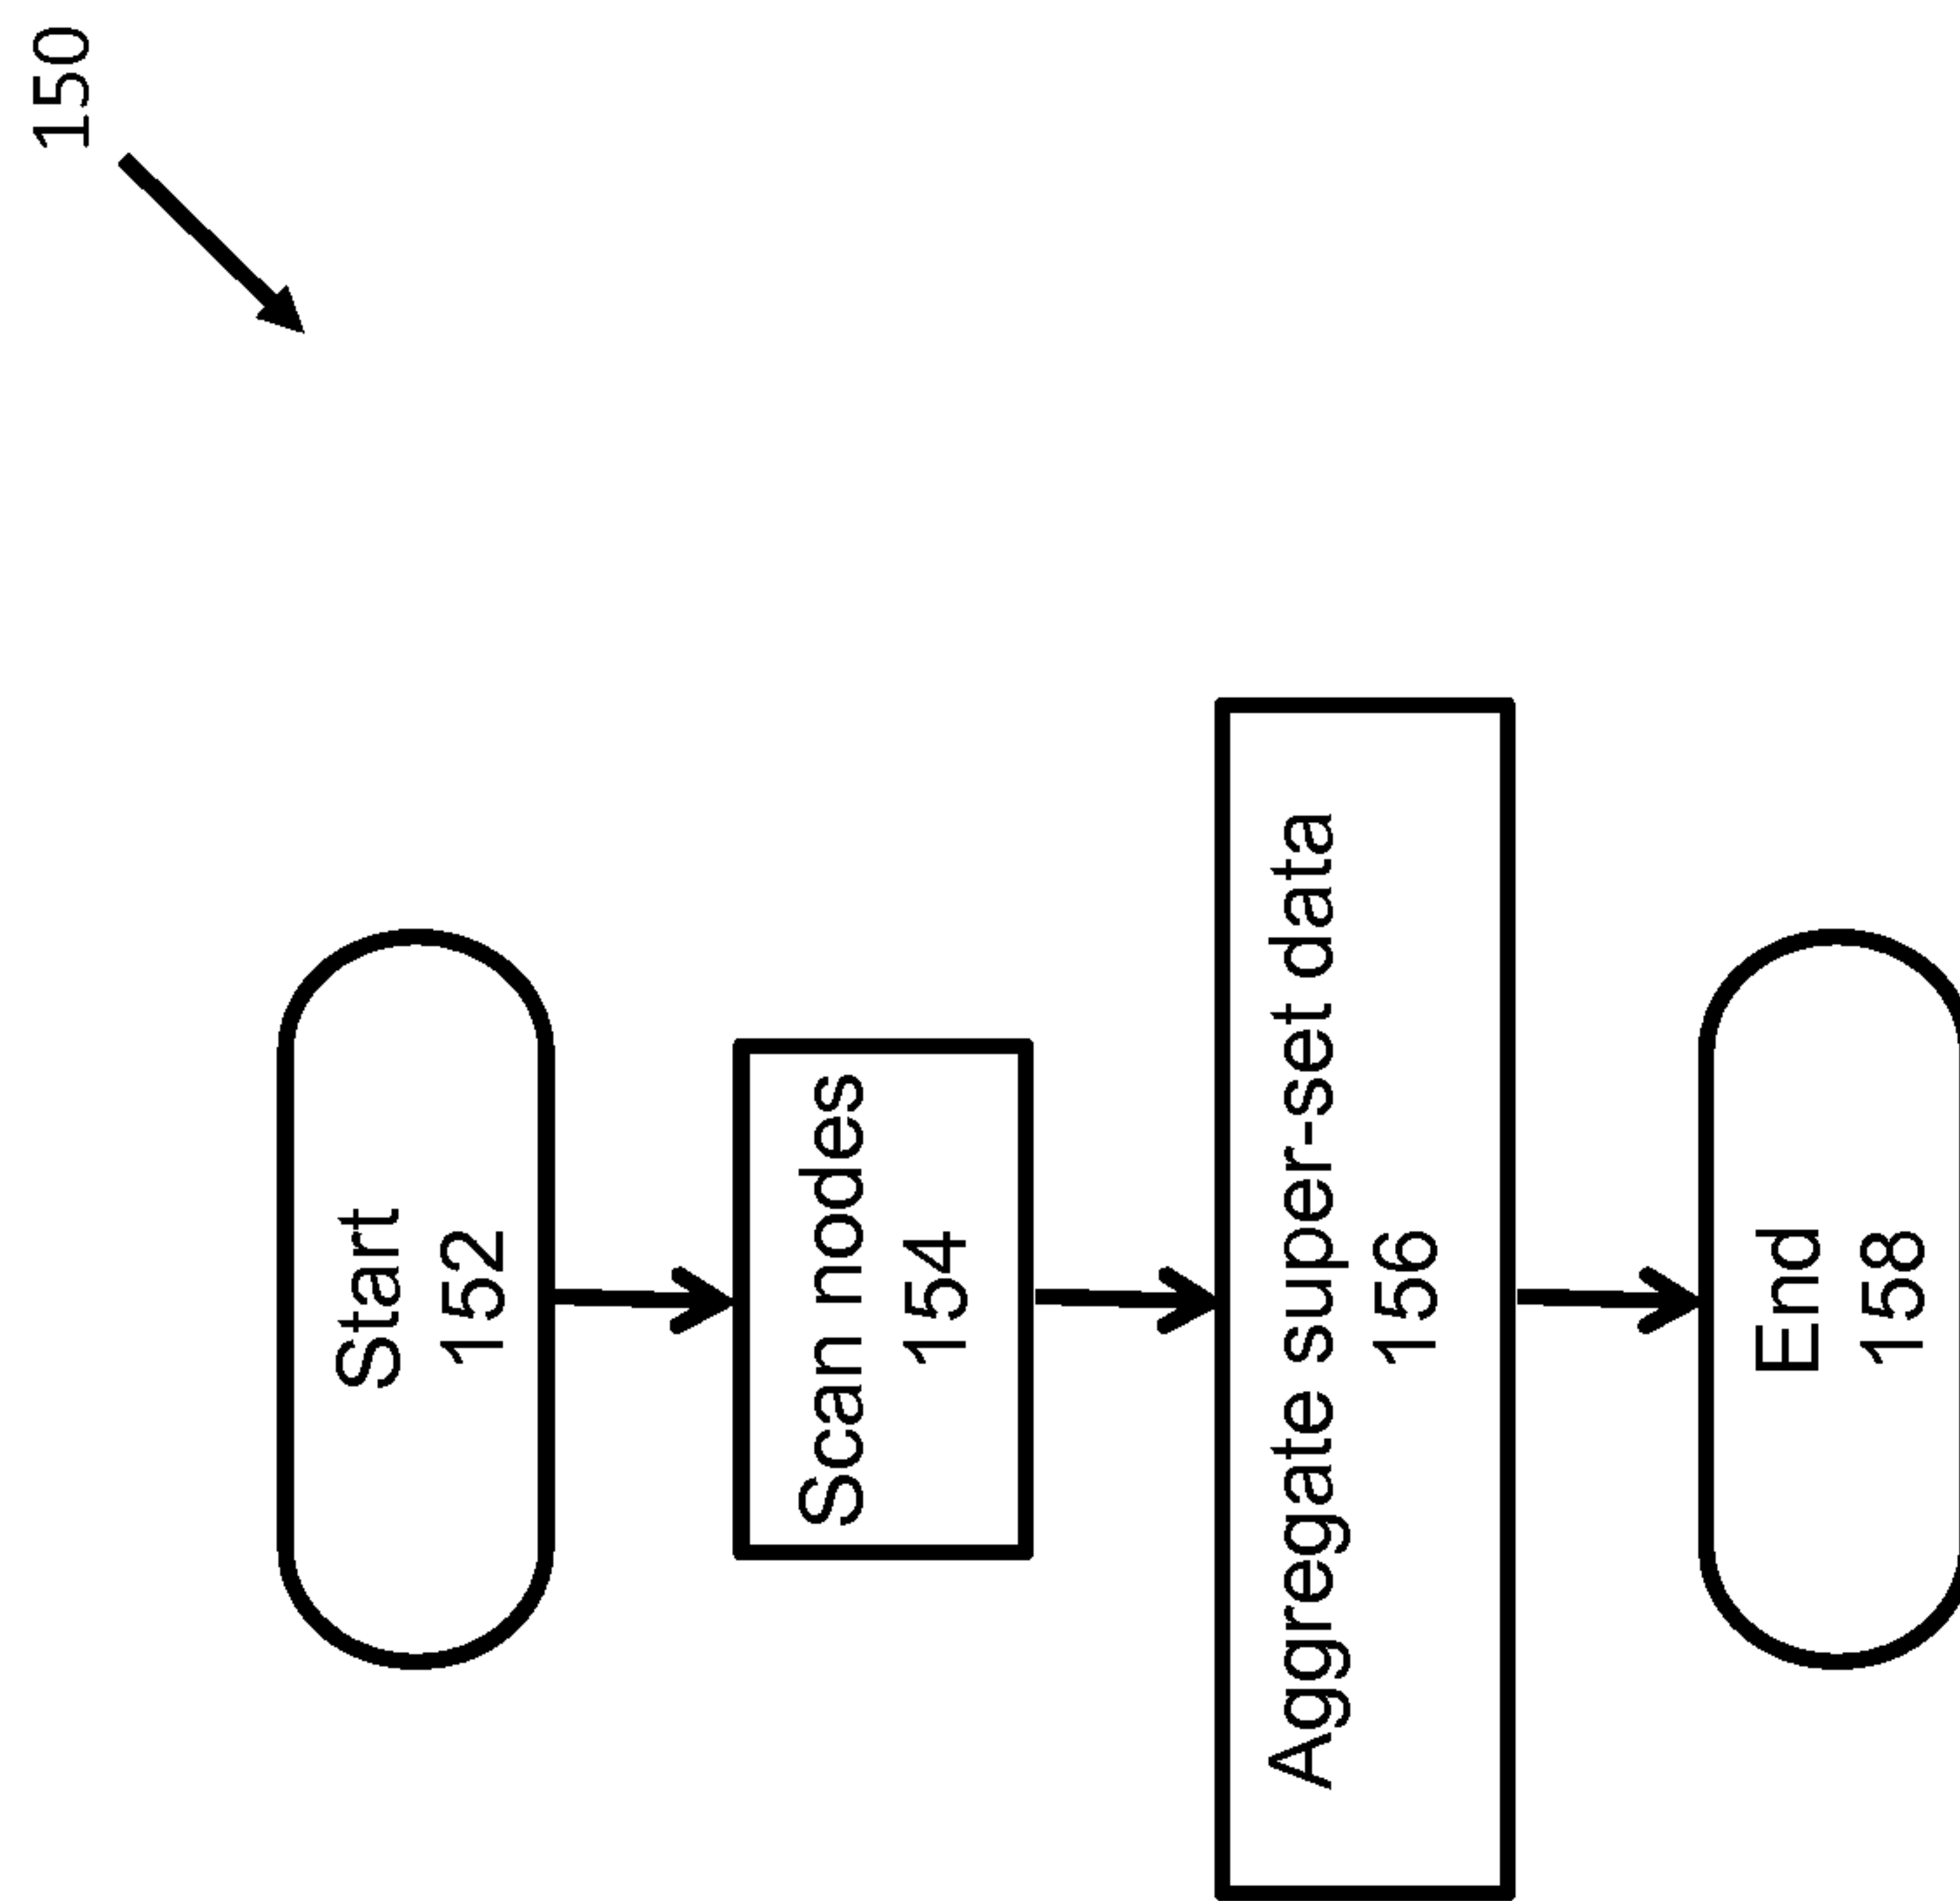 150
Start
152
Scan nodes
154
Aggregate super-set data
156
End
158